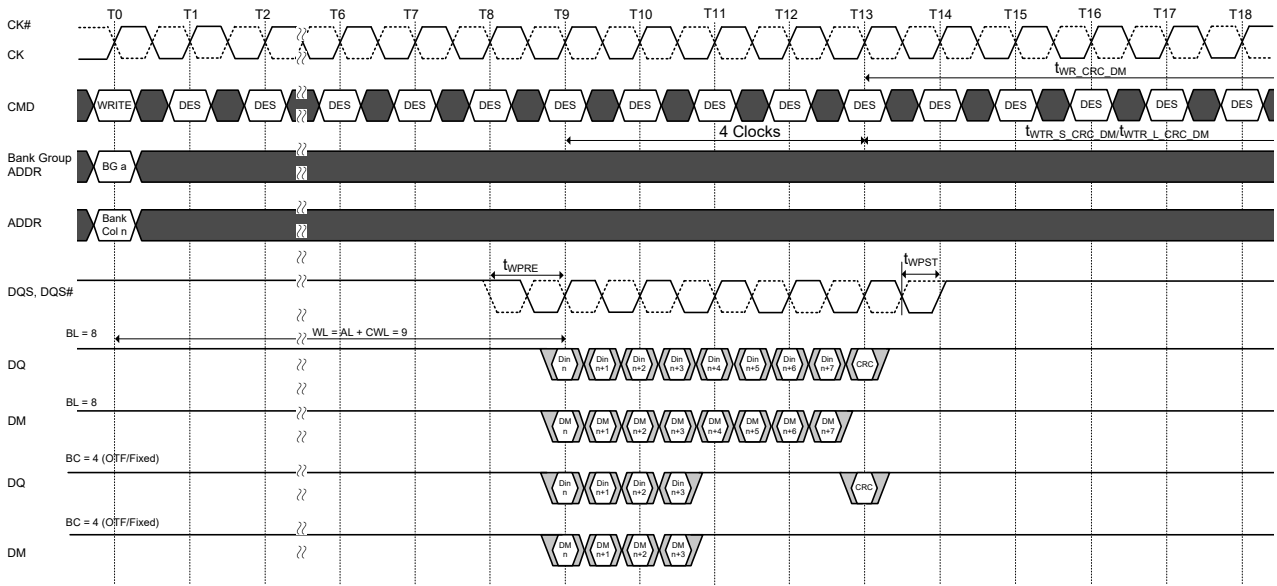 T0 T1 T2 T6 T7 T8 T9 T10 T11 T12 T13 T14 T15 T16 T17 T18
CK#
CK
tWR_CRC_DM
CMD WRITE DES DES DES DES DES DES DES DES DES DES DES DES DES DES DES
4 Clocks tWTR_S_CRC_DM/tWTR_L_CRC_DM
Bank Group
ADDR
BG a
ADDR
Bank
Col n
tWPRE tWPST
DQS, DQS#
BL = 8 WL = AL + CWL = 9
DQ
Din Din Din Din Din Din Din Din CRC
n n+1 n+2 n+3 n+4 n+5 n+6 n+7
BL = 8
DM
DM DM DM DM DM DM DM DM
n n+1 n+2 n+3 n+4 n+5 n+6 n+7
BC = 4 (OTF/Fixed)
DQ
Din Din Din Din CRC
n n+1 n+2 n+3
BC = 4 (OTF/Fixed)
DM
DM DM DM DM
n n+1 n+2 n+3